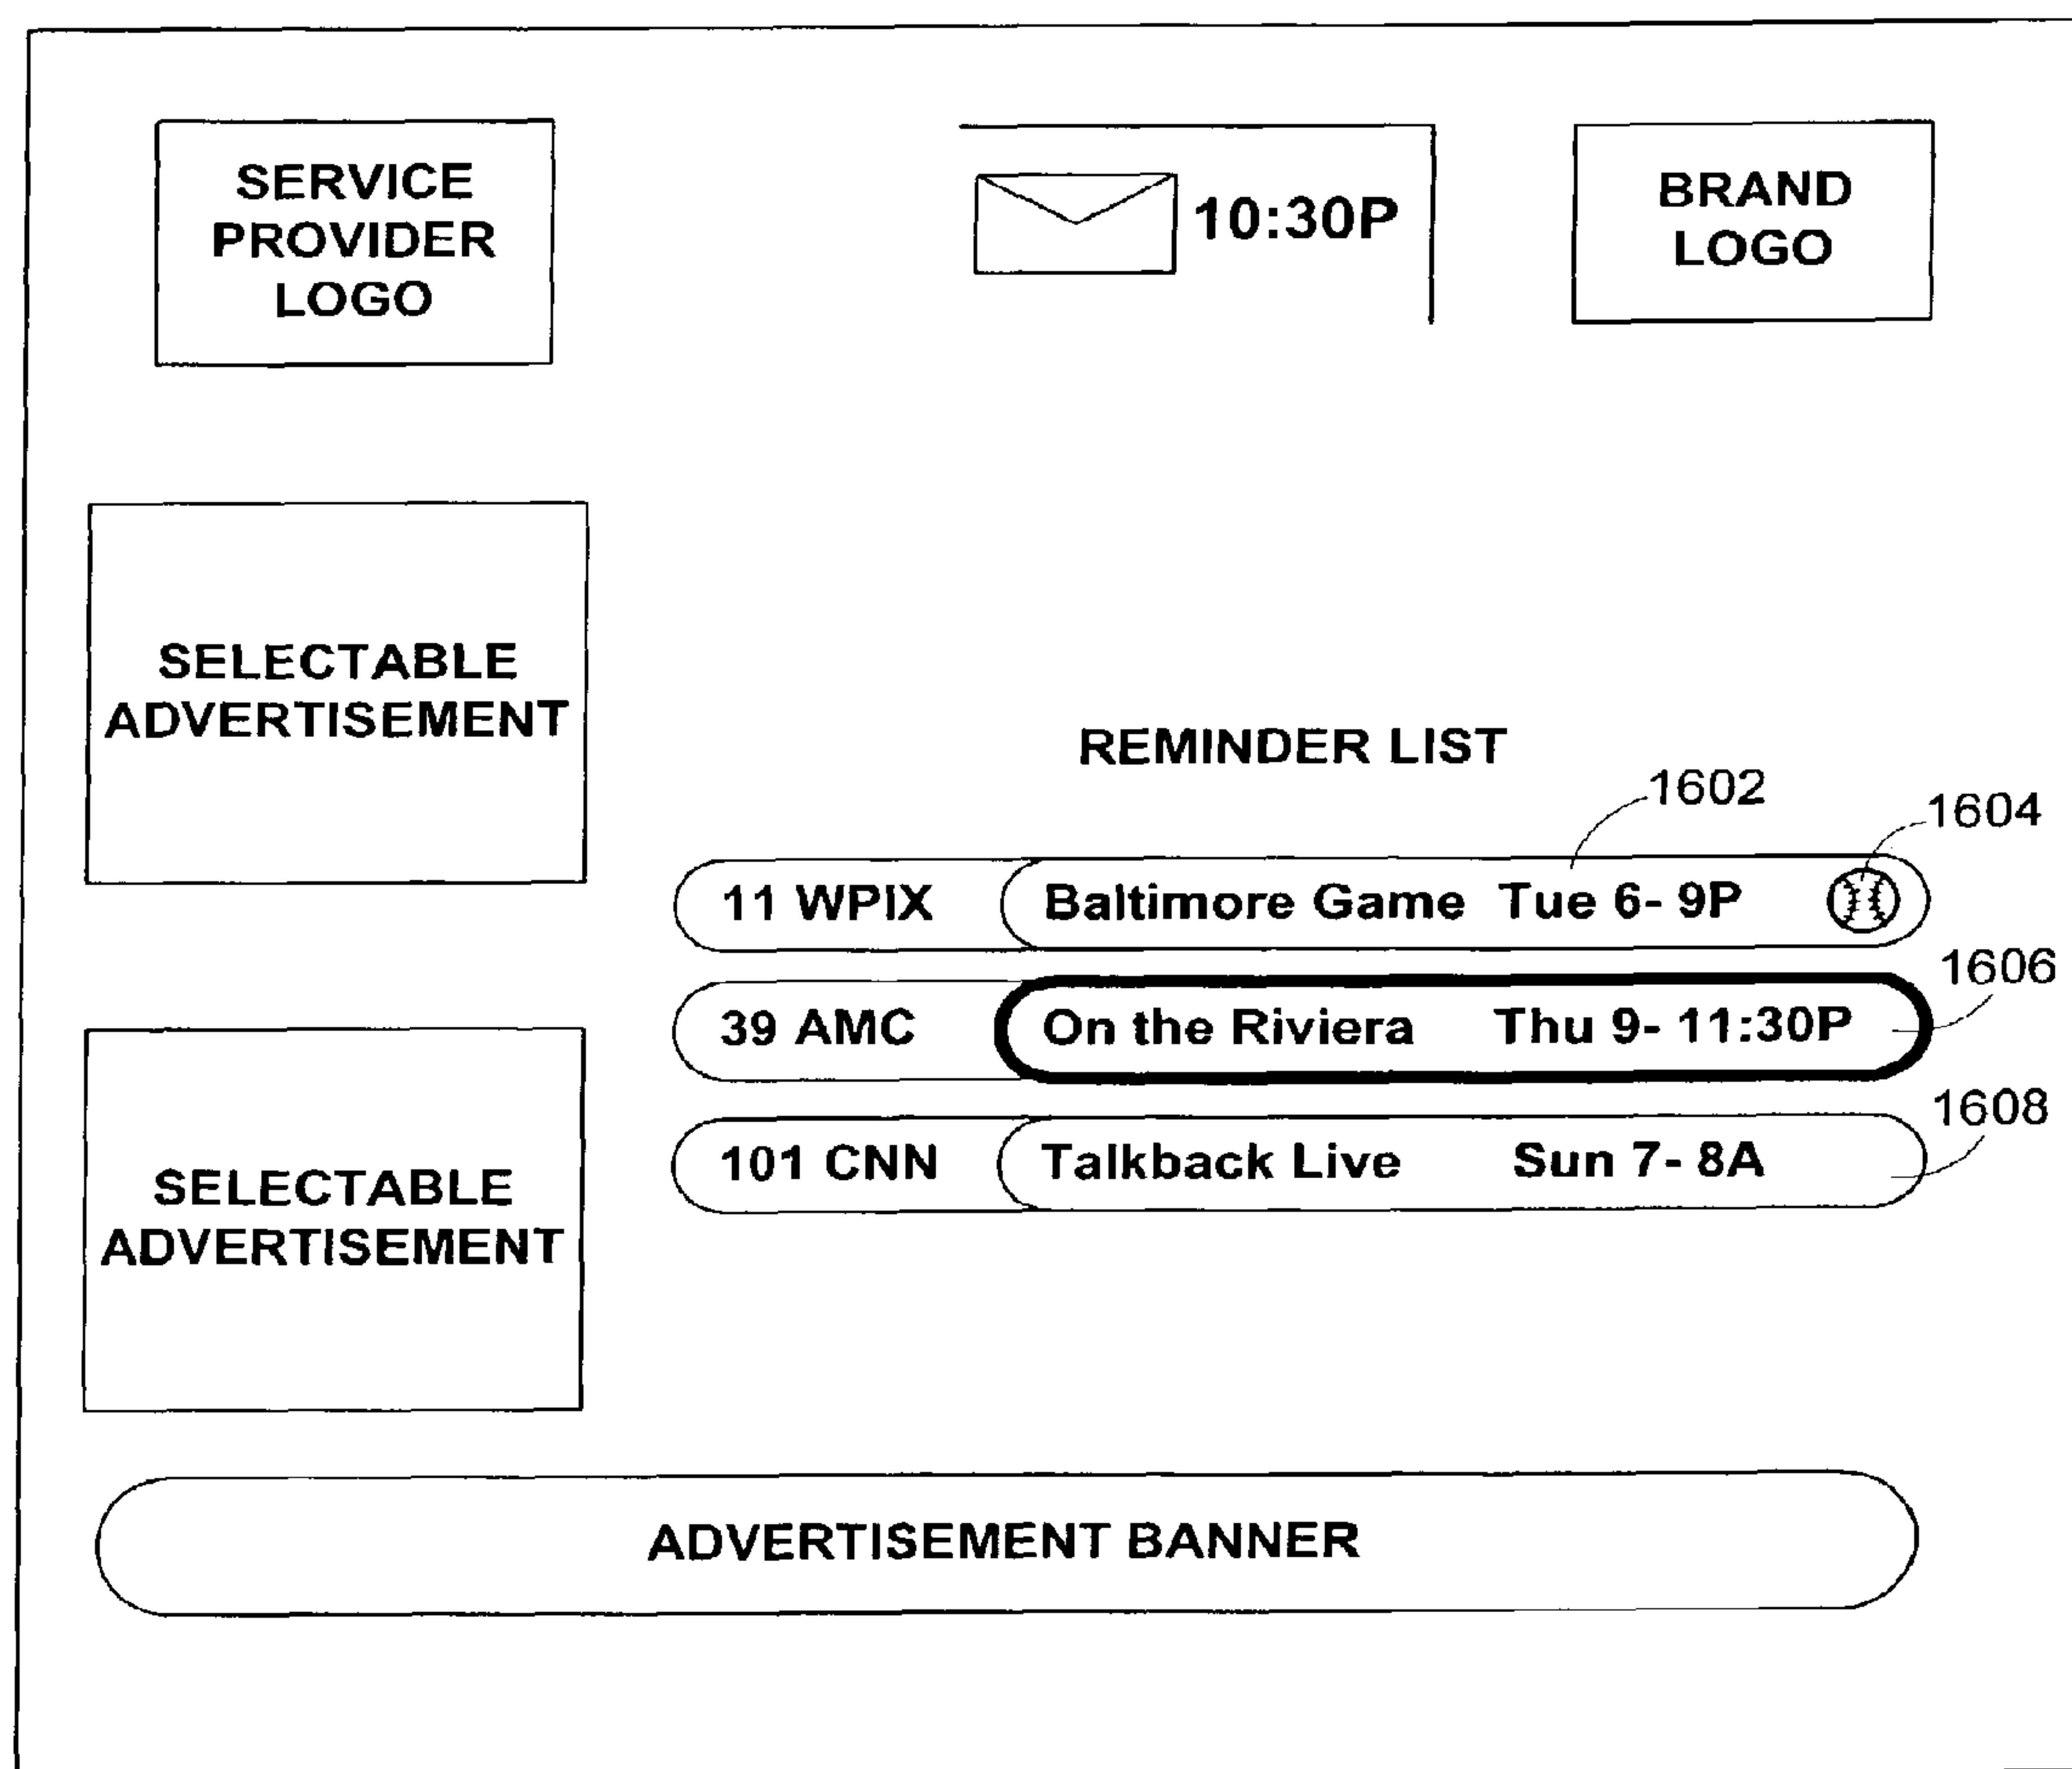 SERVICE
PROVIDER
LOGO
10:30P
BRAND
LOGO
SELECTABLE
ADVERTISEMENT
REMINDER LIST
1602
1604
11 WPIX Baltimore Game Tue 6- 9P
1606
39 AMC On the Riviera Thu 9- 11:30P
1608
101 CNN Talkback Live Sun 7- 8A
SELECTABLE
ADVERTISEMENT
ADVERTISEMENT BANNER